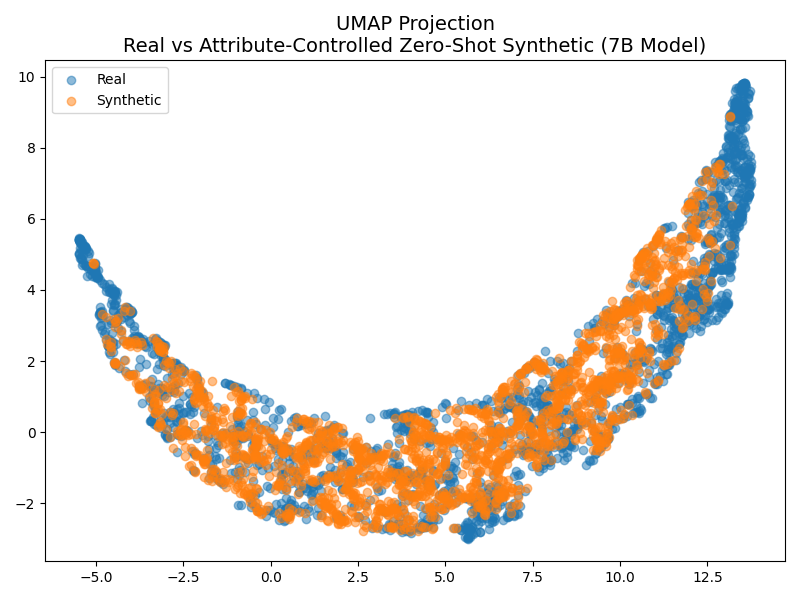 UMAP Projection
Real vs Attribute-Controlled Zero-Shot Synthetic (7B Model)
Real
Synthetic
10
8
6
4
2
0
−2
−5.0 −2.5 0.0 2.5 5.0 7.5 10.0 12.5